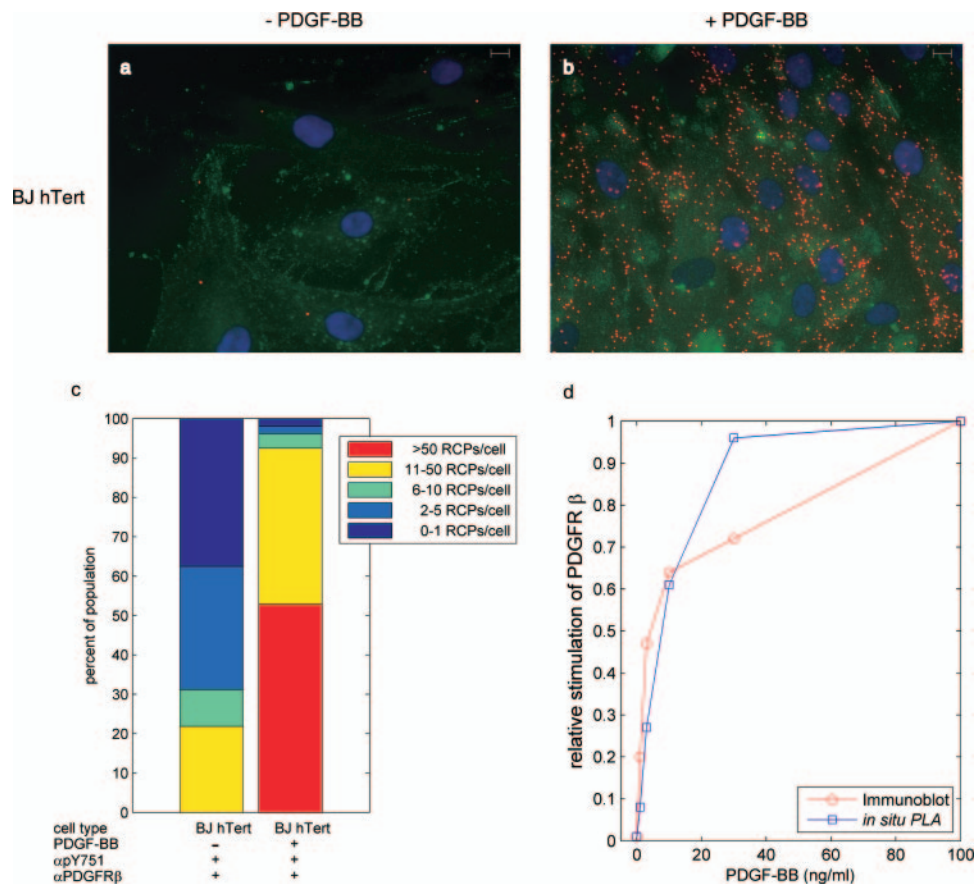 - PDGF-BB
+ PDGF-BB
a
b
BJ hTert
c
d
100
90
80
70
60
50
40
30
20
10
0
percent of population
>50 RCPs/cell
11-50 RCPs/cell
6-10 RCPs/cell
2-5 RCPs/cell
0-1 RCPs/cell
cell type BJ hTert BJ hTert
PDGF-BB – +
αpY751 + +
αPDGFRβ + +
relative stimulation of PDGFR β
1
0.9
0.8
0.7
0.6
0.5
0.4
0.3
0.2
0.1
0
0 20 40 60 80 100
PDGF-BB (ng/ml)
Immunoblot
in situ PLA